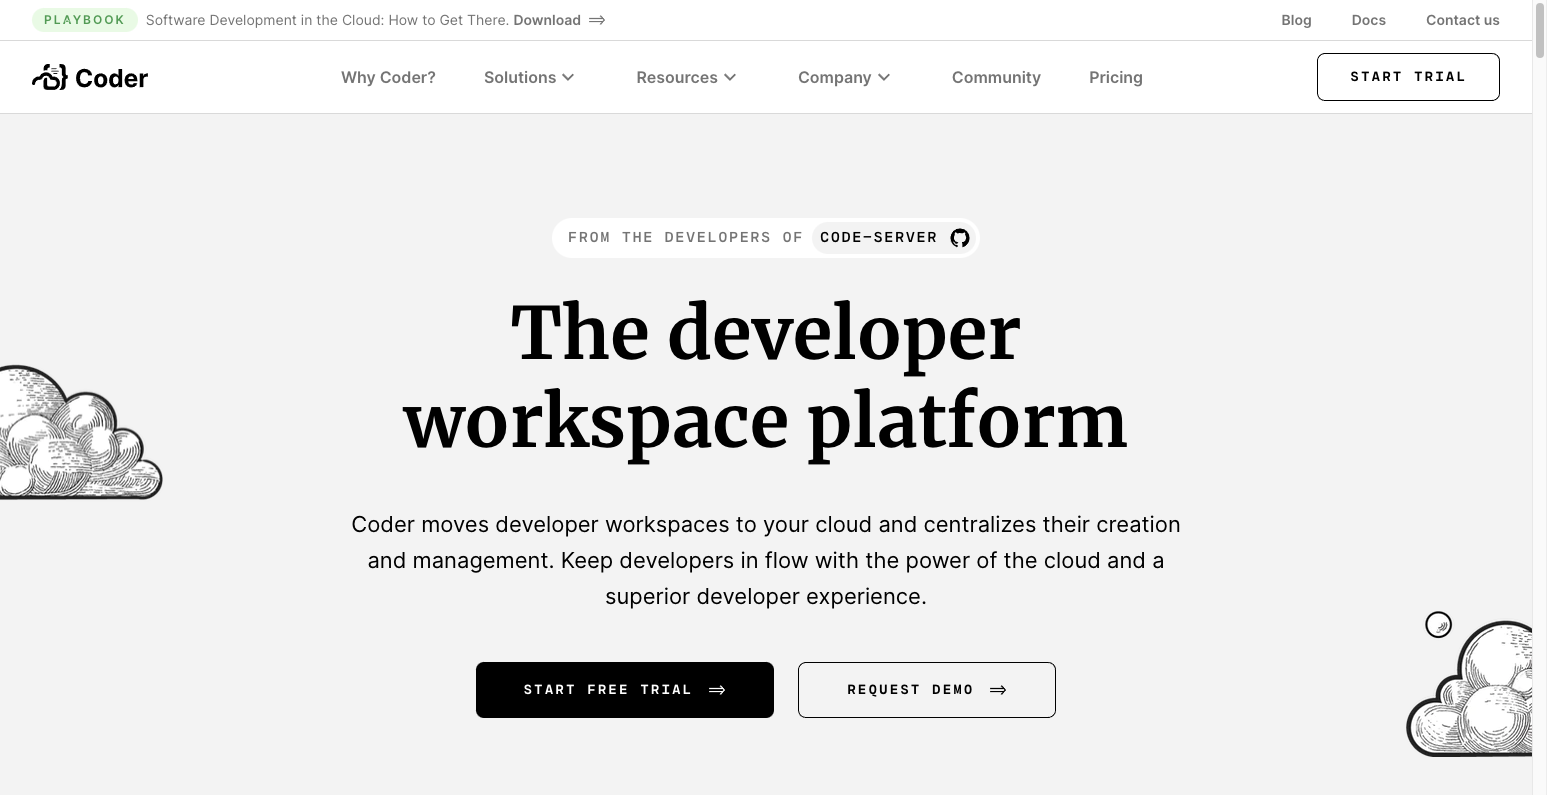 PLAYBOOK Software Development in the Cloud: How to Get There. Download ⇒
Blog Docs Contact us
Coder
Why Coder? Solutions Resources Company Community Pricing
START TRIAL
FROM THE DEVELOPERS OF CODE-SERVER
The developer
workspace platform
Coder moves developer workspaces to your cloud and centralizes their creation
and management. Keep developers in flow with the power of the cloud and a
superior developer experience.
START FREE TRIAL ⇒
REQUEST DEMO ⇒